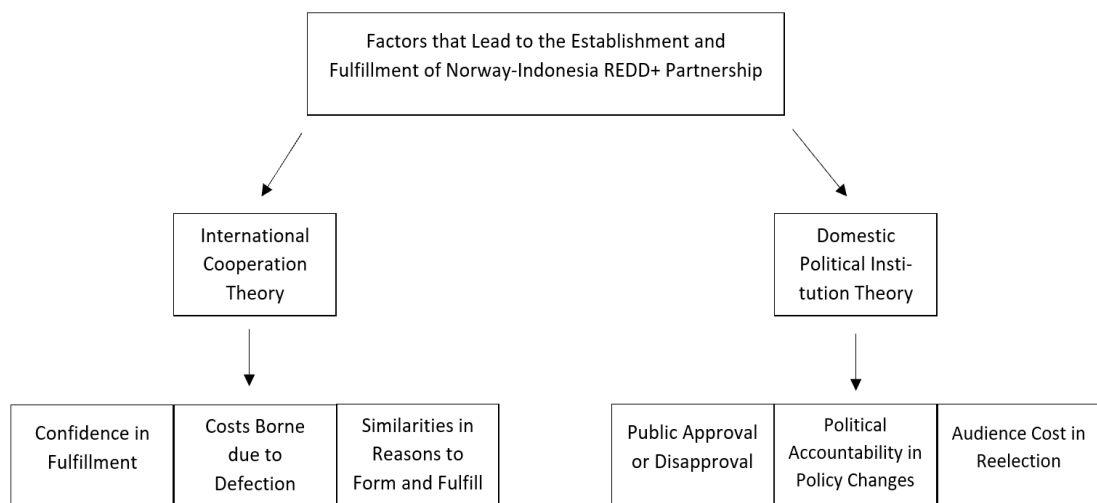 Factors that Lead to the Establishment and
Fulfillment of Norway-Indonesia REDD+ Partnership
International
Cooperation
Theory
Domestic
Political Insti-
tution Theory
Confidence in
Fulfillment
Costs Borne
due to
Defection
Similarities in
Reasons to
Form and Fulfill
Public Approval
or Disapproval
Political
Accountability in
Policy Changes
Audience Cost in
Reelection